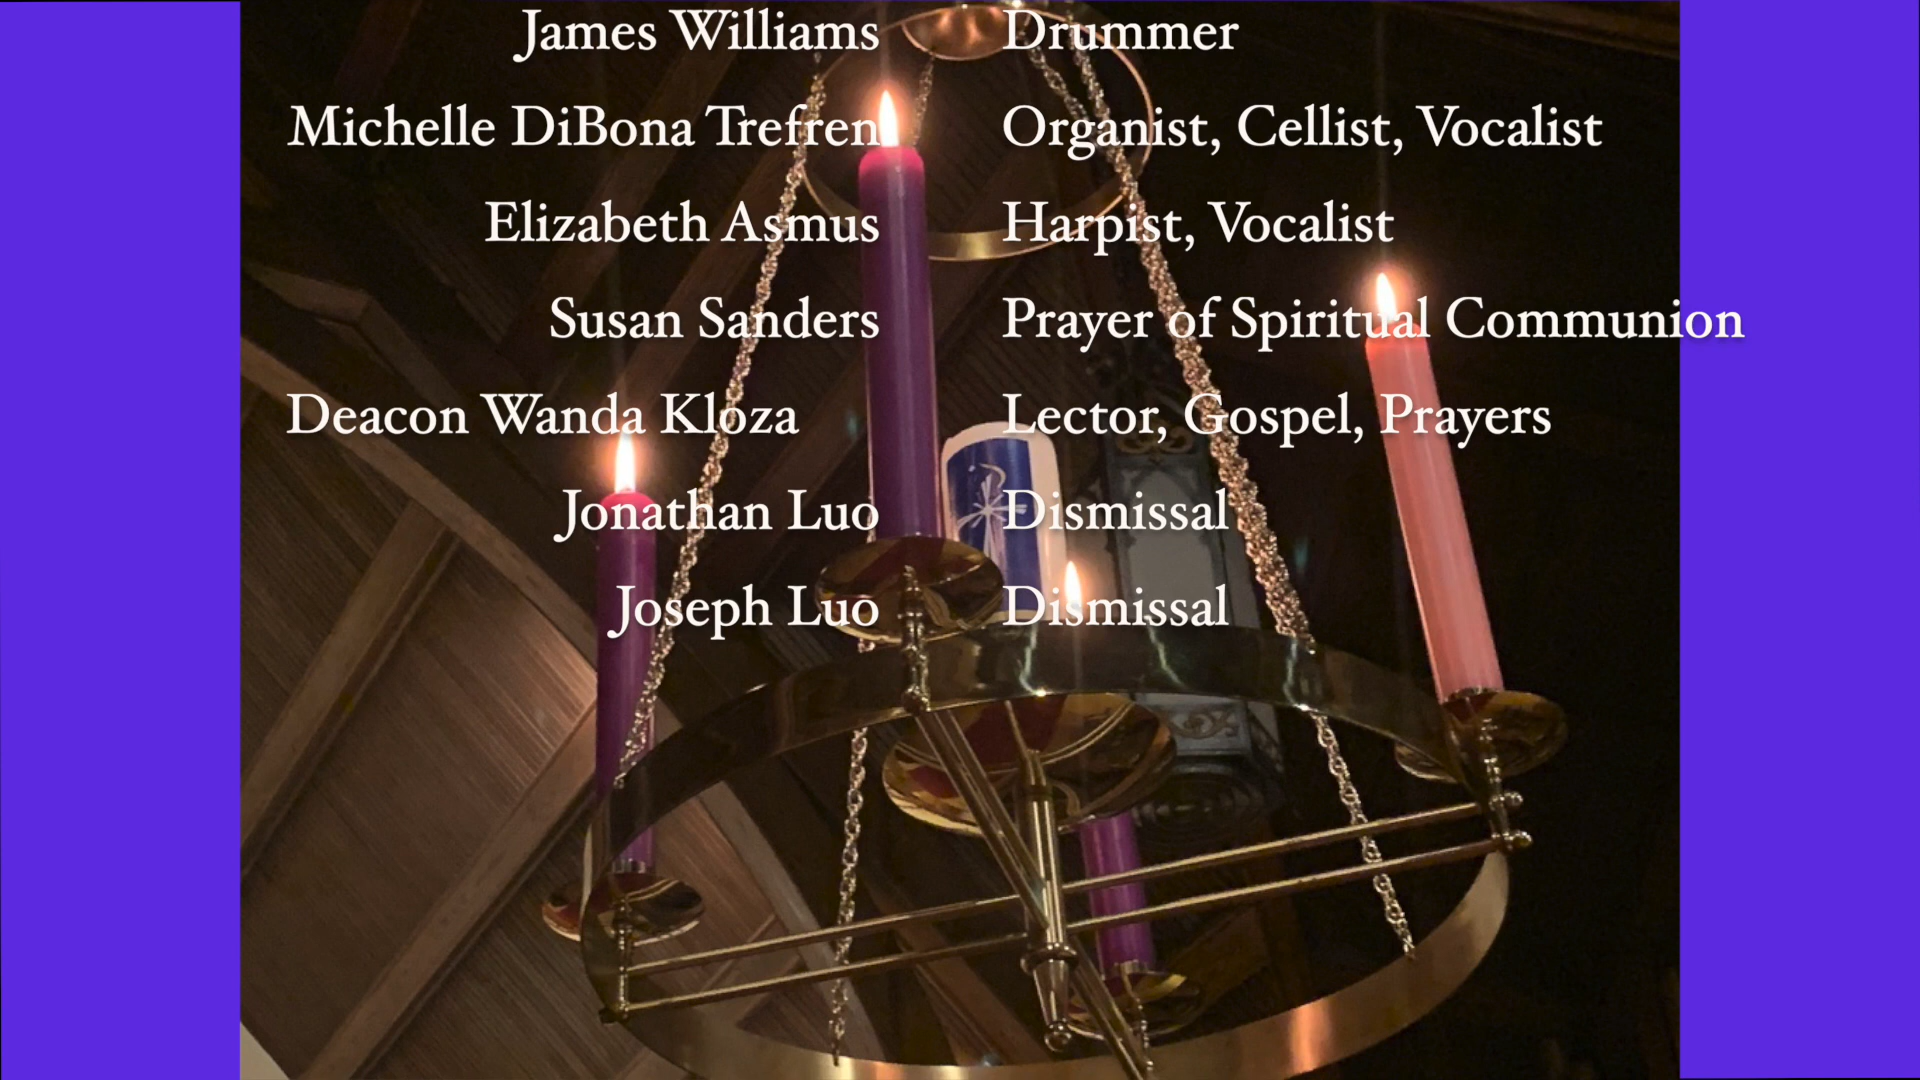 James Williams Drummer
Michelle DiBona Trefren Organist, Cellist, Vocalist
Elizabeth Asmus Harpist, Vocalist
Susan Sanders Prayer of Spiritual Communion
Deacon Wanda Kloza Lector, Gospel, Prayers
Jonathan Luo Dismissal
Joseph Luo Dismissal